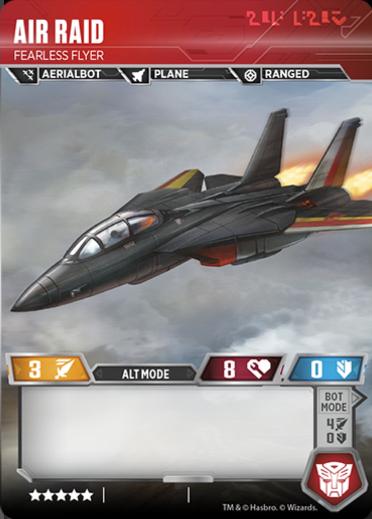 AIR RAID
FEARLESS FLYER
AERIALBOT PLANE RANGED
3 ALT MODE 8 0
BOT
MODE
4
0
TM & © Hasbro. © Wizards.